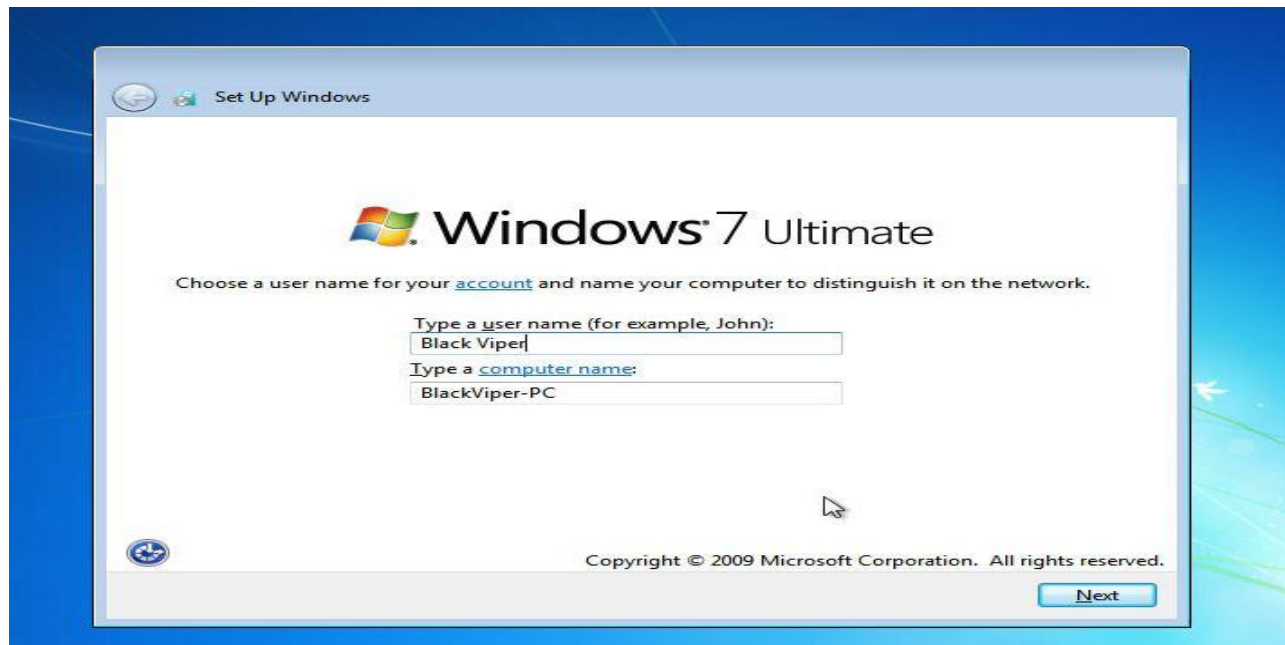 Set Up Windows
Windows 7 Ultimate
Choose a user name for your account and name your computer to distinguish it on the network.
Type a user name (for example, John):
Black Viper
Type a computer name:
BlackViper-PC
Copyright © 2009 Microsoft Corporation. All rights reserved.
Next